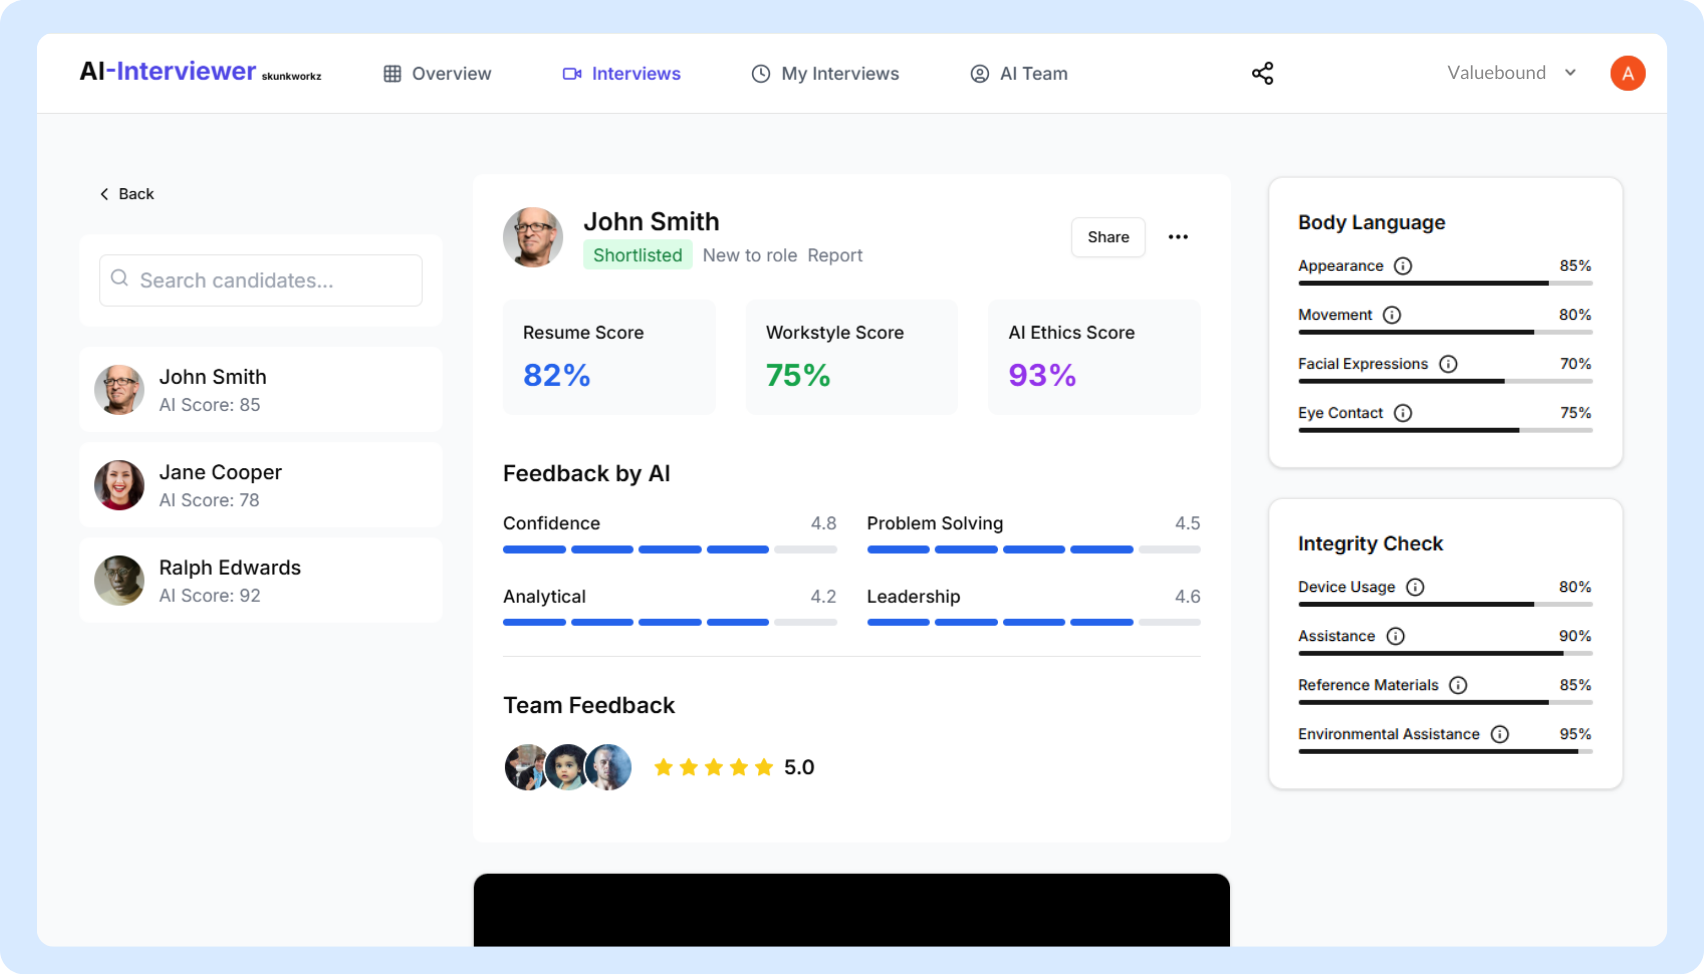 AI-Interviewer skunkworkz
Overview
Interviews
My Interviews
AI Team
Valuebound
A
Back
Search candidates...
John Smith
AI Score: 85
Jane Cooper
AI Score: 78
Ralph Edwards
AI Score: 92
John Smith
Shortlisted New to role Report
Share
Resume Score
82%
Workstyle Score
75%
AI Ethics Score
93%
Feedback by AI
Confidence 4.8
Problem Solving 4.5
Analytical 4.2
Leadership 4.6
Team Feedback
5.0
Body Language
Appearance 85%
Movement 80%
Facial Expressions 70%
Eye Contact 75%
Integrity Check
Device Usage 80%
Assistance 90%
Reference Materials 85%
Environmental Assistance 95%